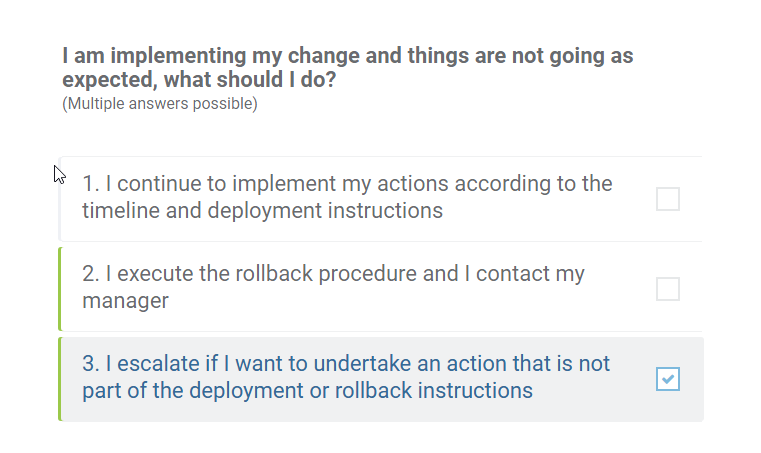 I am implementing my change and things are not going as
expected, what should I do?
(Multiple answers possible)
1. I continue to implement my actions according to the
timeline and deployment instructions
2. I execute the rollback procedure and I contact my
manager
3. I escalate if I want to undertake an action that is not
part of the deployment or rollback instructions